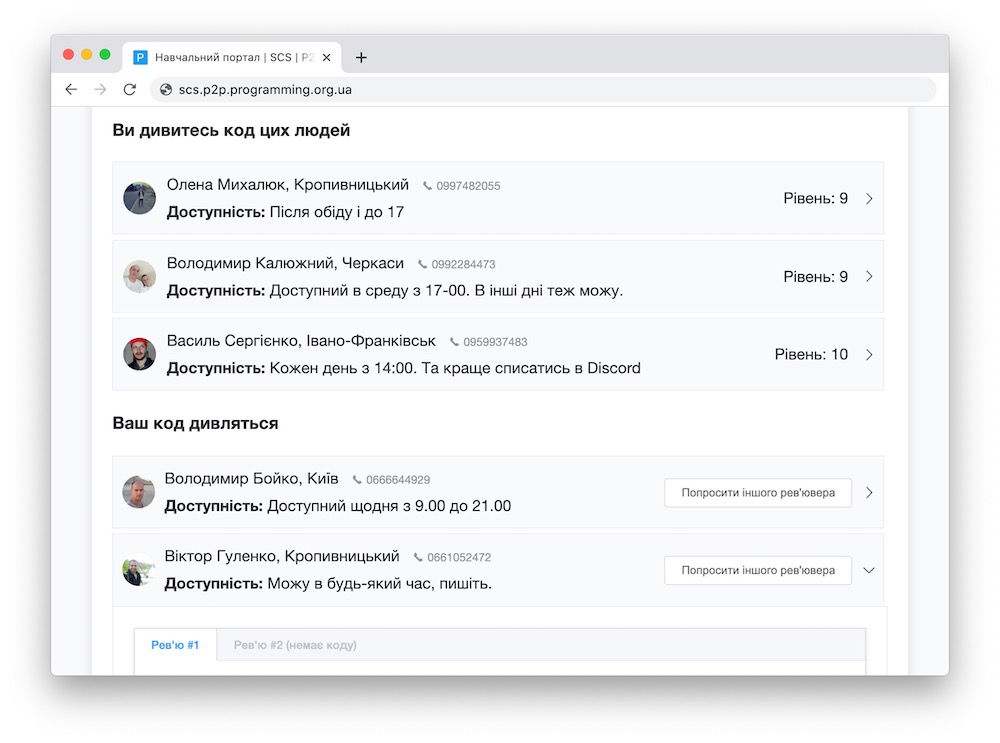 Навчальний портал | SCS | P2
scs.p2p.programming.org.ua
Ви дивитесь код цих людей
Олена Михалюк, Кропивницький 0997482055
Доступність: Після обіду і до 17
Рівень: 9
Володимир Калюжний, Черкаси 0992284473
Доступність: Доступний в среду з 17-00. В інші дні теж можу.
Рівень: 9
Василь Сергієнко, Івано-Франківськ 0959937483
Доступність: Кожен день з 14:00. Та краще списатись в Discord
Рівень: 10
Ваш код дивляться
Володимир Бойко, Київ 0666644929
Доступність: Доступний щодня з 9.00 до 21.00
Попросити іншого рев'ювера
Віктор Гуленко, Кропивницький 0661052472
Доступність: Можу в будь-який час, пишіть.
Попросити іншого рев'ювера
Рев'ю #1 Рев'ю #2 (немає коду)